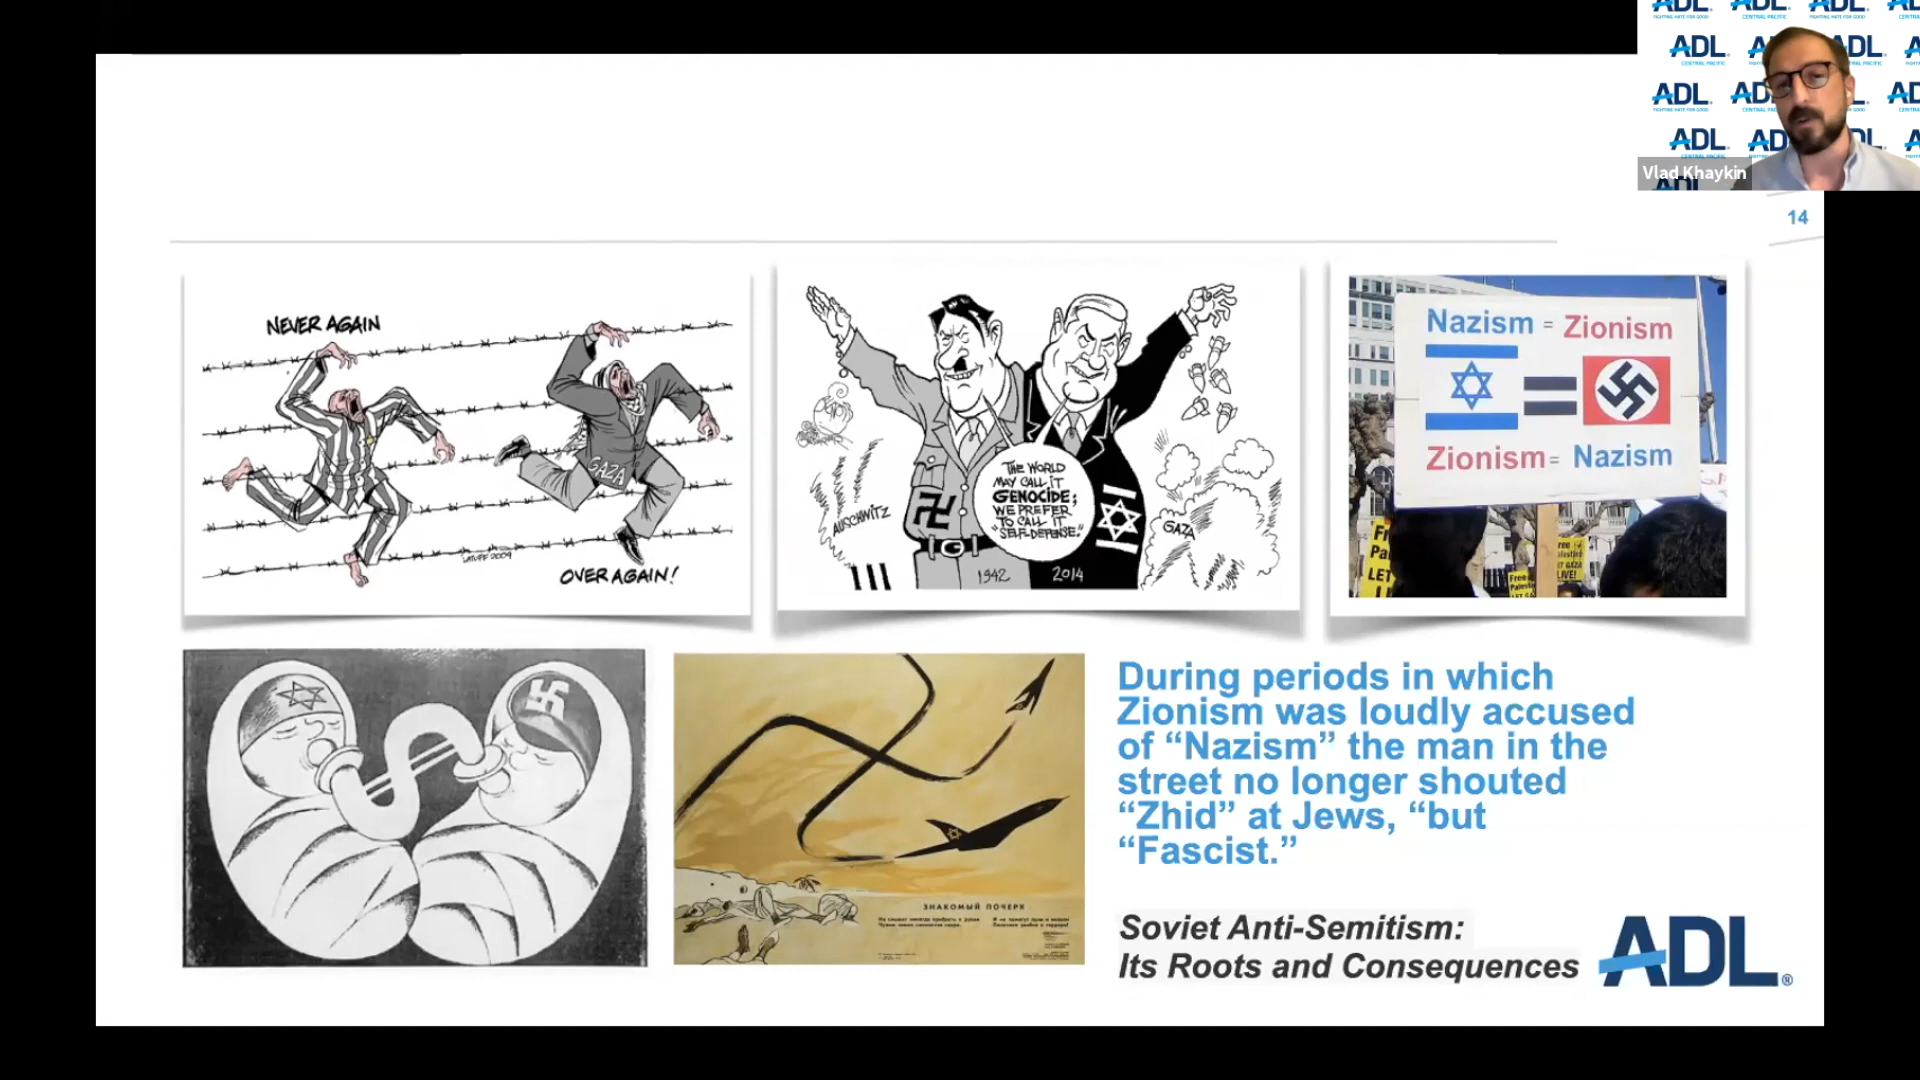 ADL
ADL
ADL
ADL
CENTRAL PACIFIC
ADL
ADL
FIGHTING HATE FOR GOOD
ADL
ADL
CENTRAL PACIFIC
ADL
Vlad Khaykin
14
NEVER AGAIN
GAZA
LATUFF 2009
OVER AGAIN!
THE WORLD
MAY CALL IT
GENOCIDE;
WE PREFER
TO CALL IT
"SELF-DEFENSE."
AUSCHWITZ
GAZA
1942
2014
Nazism = Zionism
Zionism = Nazism
Free
Palestine
LET GAZA
LIVE!
ЗНАКОМЫЙ ПОЧЕРК
During periods in which
Zionism was loudly accused
of “Nazism” the man in the
street no longer shouted
“Zhid” at Jews, “but
“Fascist.”
Soviet Anti-Semitism:
Its Roots and Consequences
ADL®